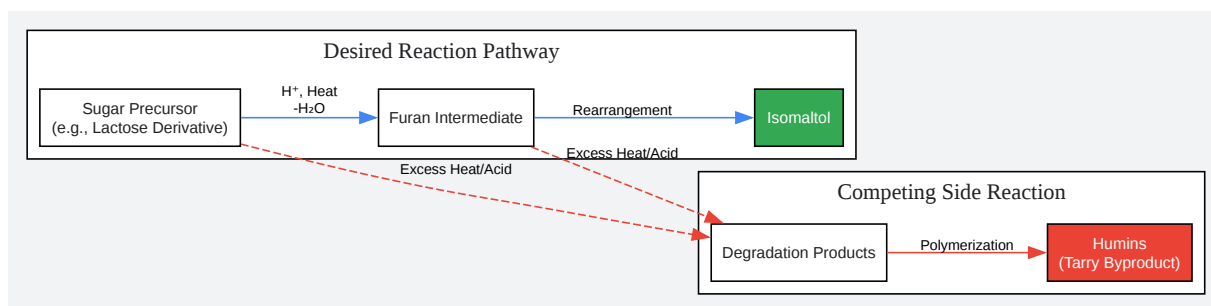 Desired Reaction Pathway
Sugar Precursor
(e.g., Lactose Derivative)
H⁺, Heat
-H₂O
Furan Intermediate
Rearrangement
Isomaltol
Excess Heat/Acid
Excess Heat/Acid
Competing Side Reaction
Degradation Products
Polymerization
Humins
(Tarry Byproduct)